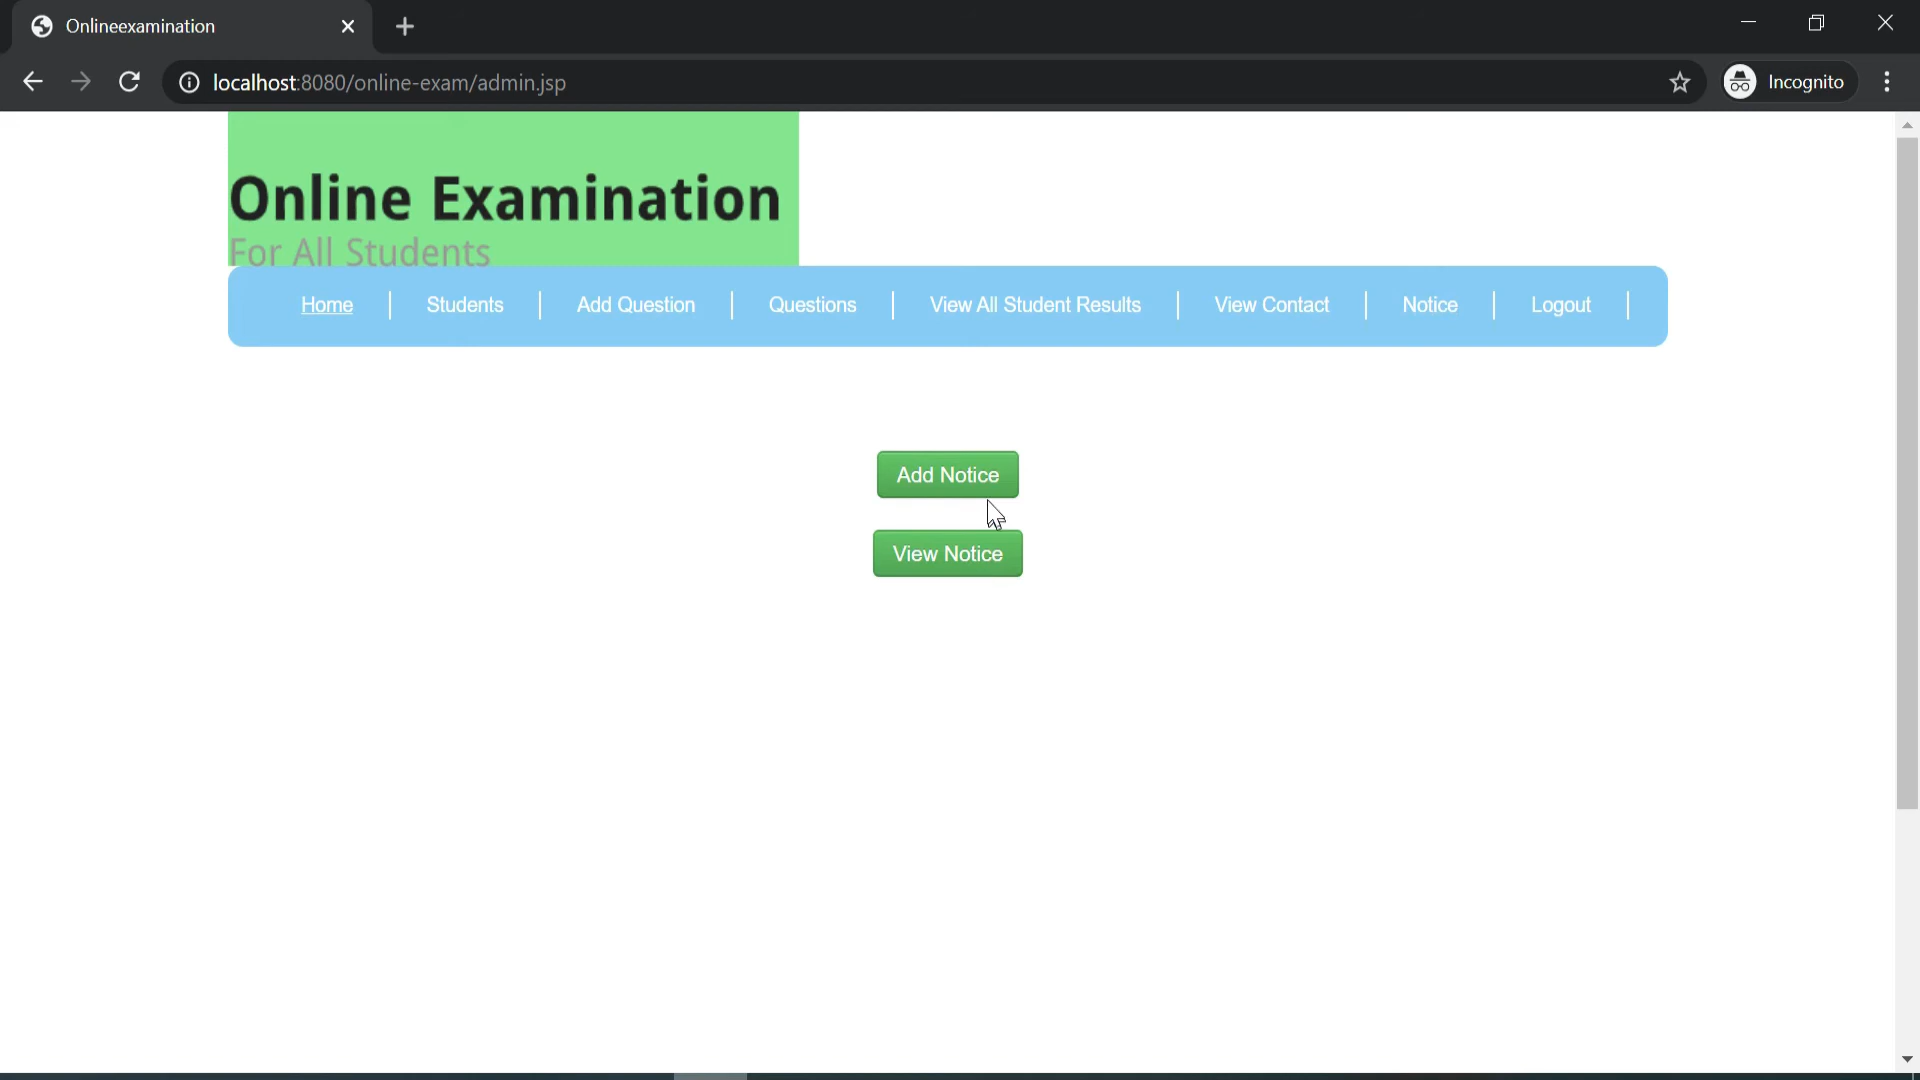 Onlineexamination
localhost:8080/online-exam/admin.jsp
Incognito
Online Examination
For All Students
Home Students Add Question Questions View All Student Results View Contact Notice Logout
Add Notice
View Notice